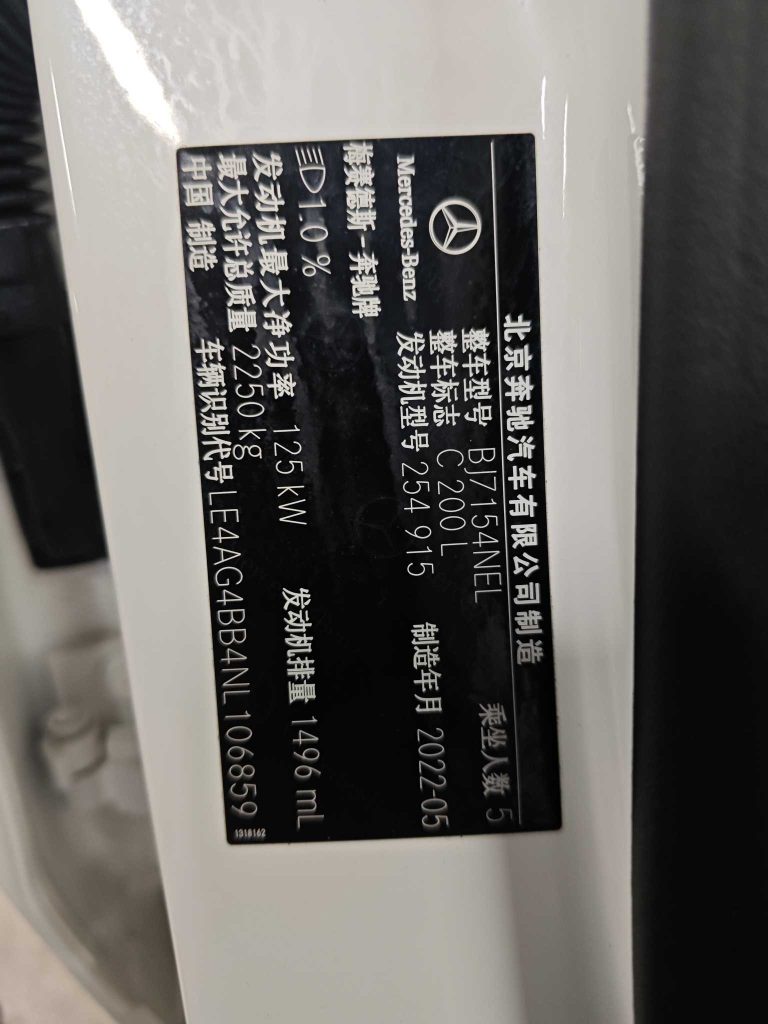 北京奔驰汽车有限公司制造
Mercedes-Benz
梅赛德斯-奔驰牌
整车型号 BJ7154NEL 乘坐人数 5
整车标志 C 200 L
发动机型号 254 915 制造年月 2022-05
1.0 %
发动机最大净功率 125 kW 发动机排量 1496 mL
最大允许总质量 2250 kg
中国 制造 车辆识别代号 LE4AG4BB4NL106859
1318162